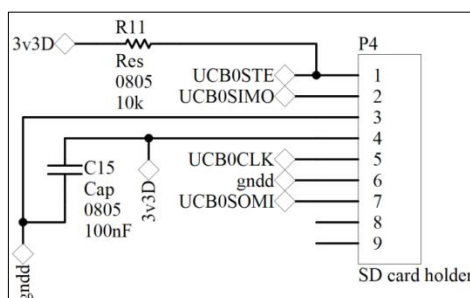 R11
3v3D
Res
0805
10k
P4
UCB0STE
1
UCB0SIMO
2
3
4
C15
Cap
0805
100nF
3v3D
UCB0CLK
5
gndd
6
UCB0SOMI
7
8
9
gndd
SD card holder